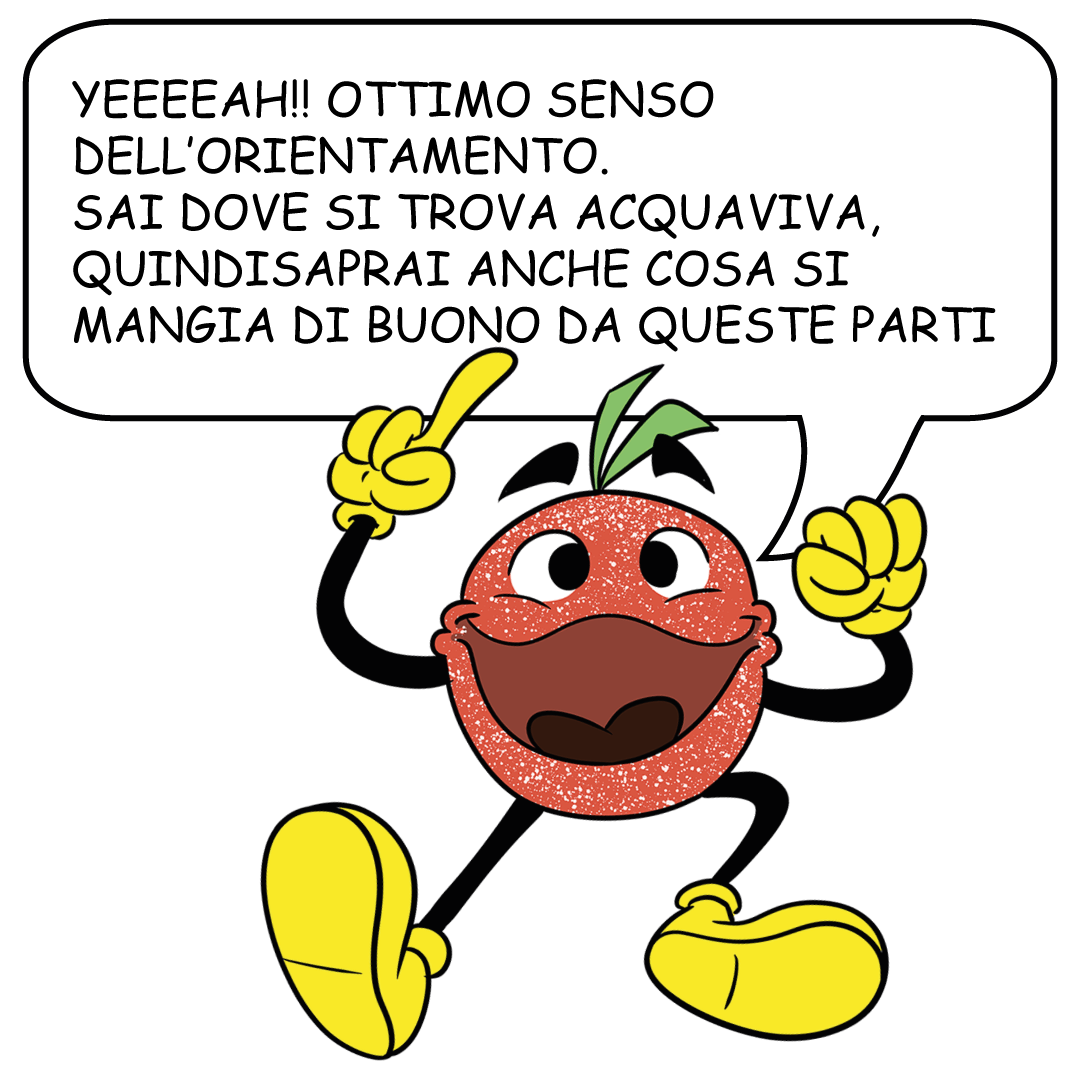 YEEEEAH!! OTTIMO SENSO
DELL'ORIENTAMENTO.
SAI DOVE SI TROVA ACQUAVIVA,
QUINDISAPRAI ANCHE COSA SI
MANGIA DI BUONO DA QUESTE PARTI